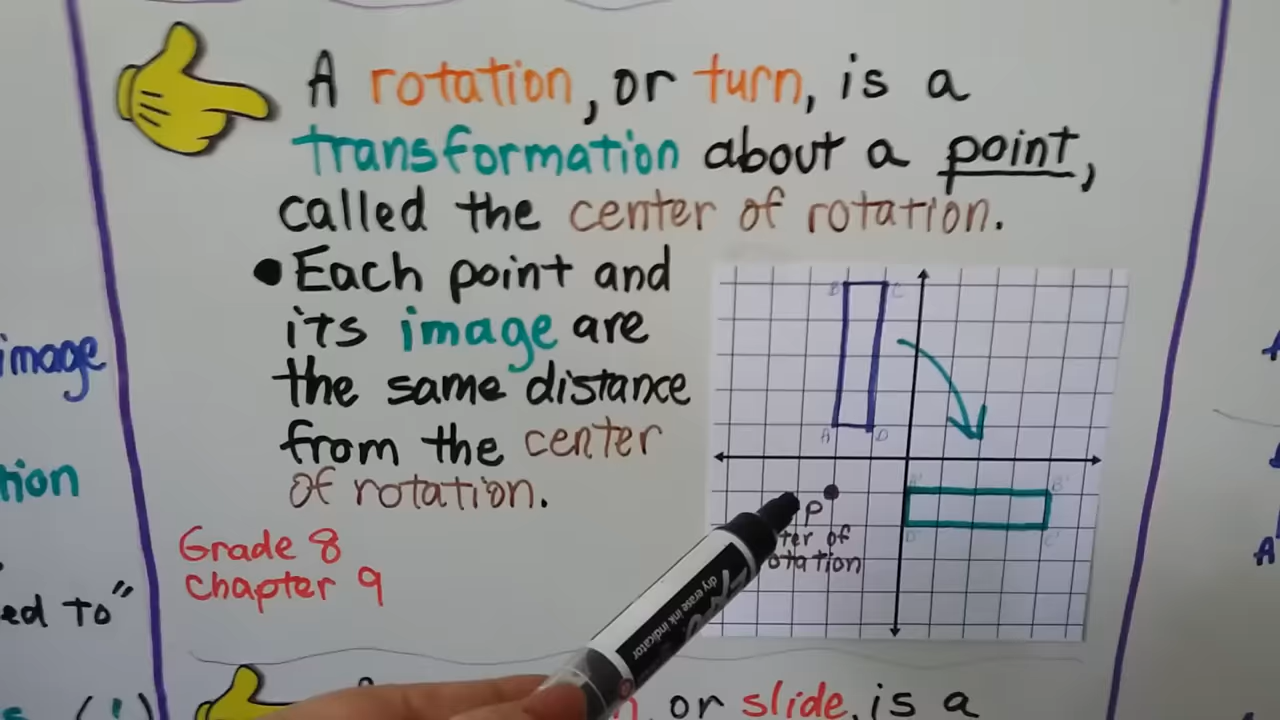 A rotation, or turn, is a
transformation about a point,
called the center of rotation.
• Each point and
its image are
the same distance
from the center
of rotation.
Grade 8
Chapter 9
B C
A D
A' B'
D' C'
P
ter of
otation
image
tion
ed to"
dry erase ink indicator
or slide, is a
A'